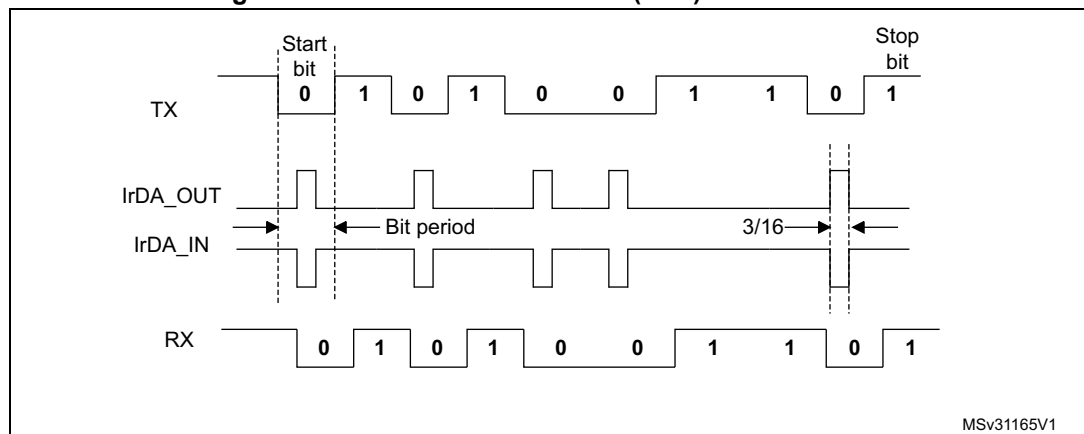 Start
bit
Stop
bit
TX
0 1 0 1 0 0 1 1 0 1
IrDA_OUT
Bit period
3/16
IrDA_IN
RX
0 1 0 1 0 0 1 1 0 1
MSv31165V1